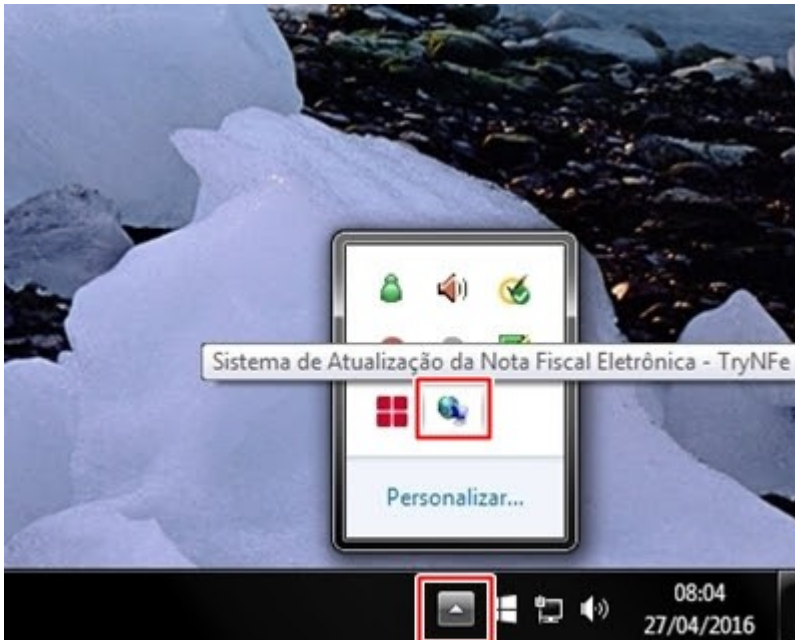 Sistema de Atualização da Nota Fiscal Eletrônica - TryNFe
Personalizar...
08:04
27/04/2016